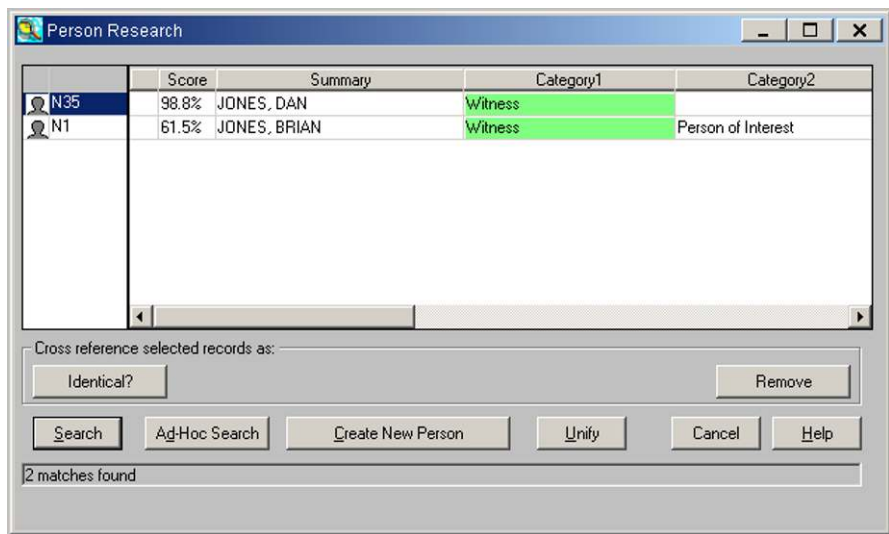 Person Research
Score Summary Category1 Category2
N35 98.8% JONES, DAN Witness
N1 61.5% JONES, BRIAN Witness Person of Interest
Cross reference selected records as:
Identical? Remove
Search Ad-Hoc Search Create New Person Unify Cancel Help
2 matches found